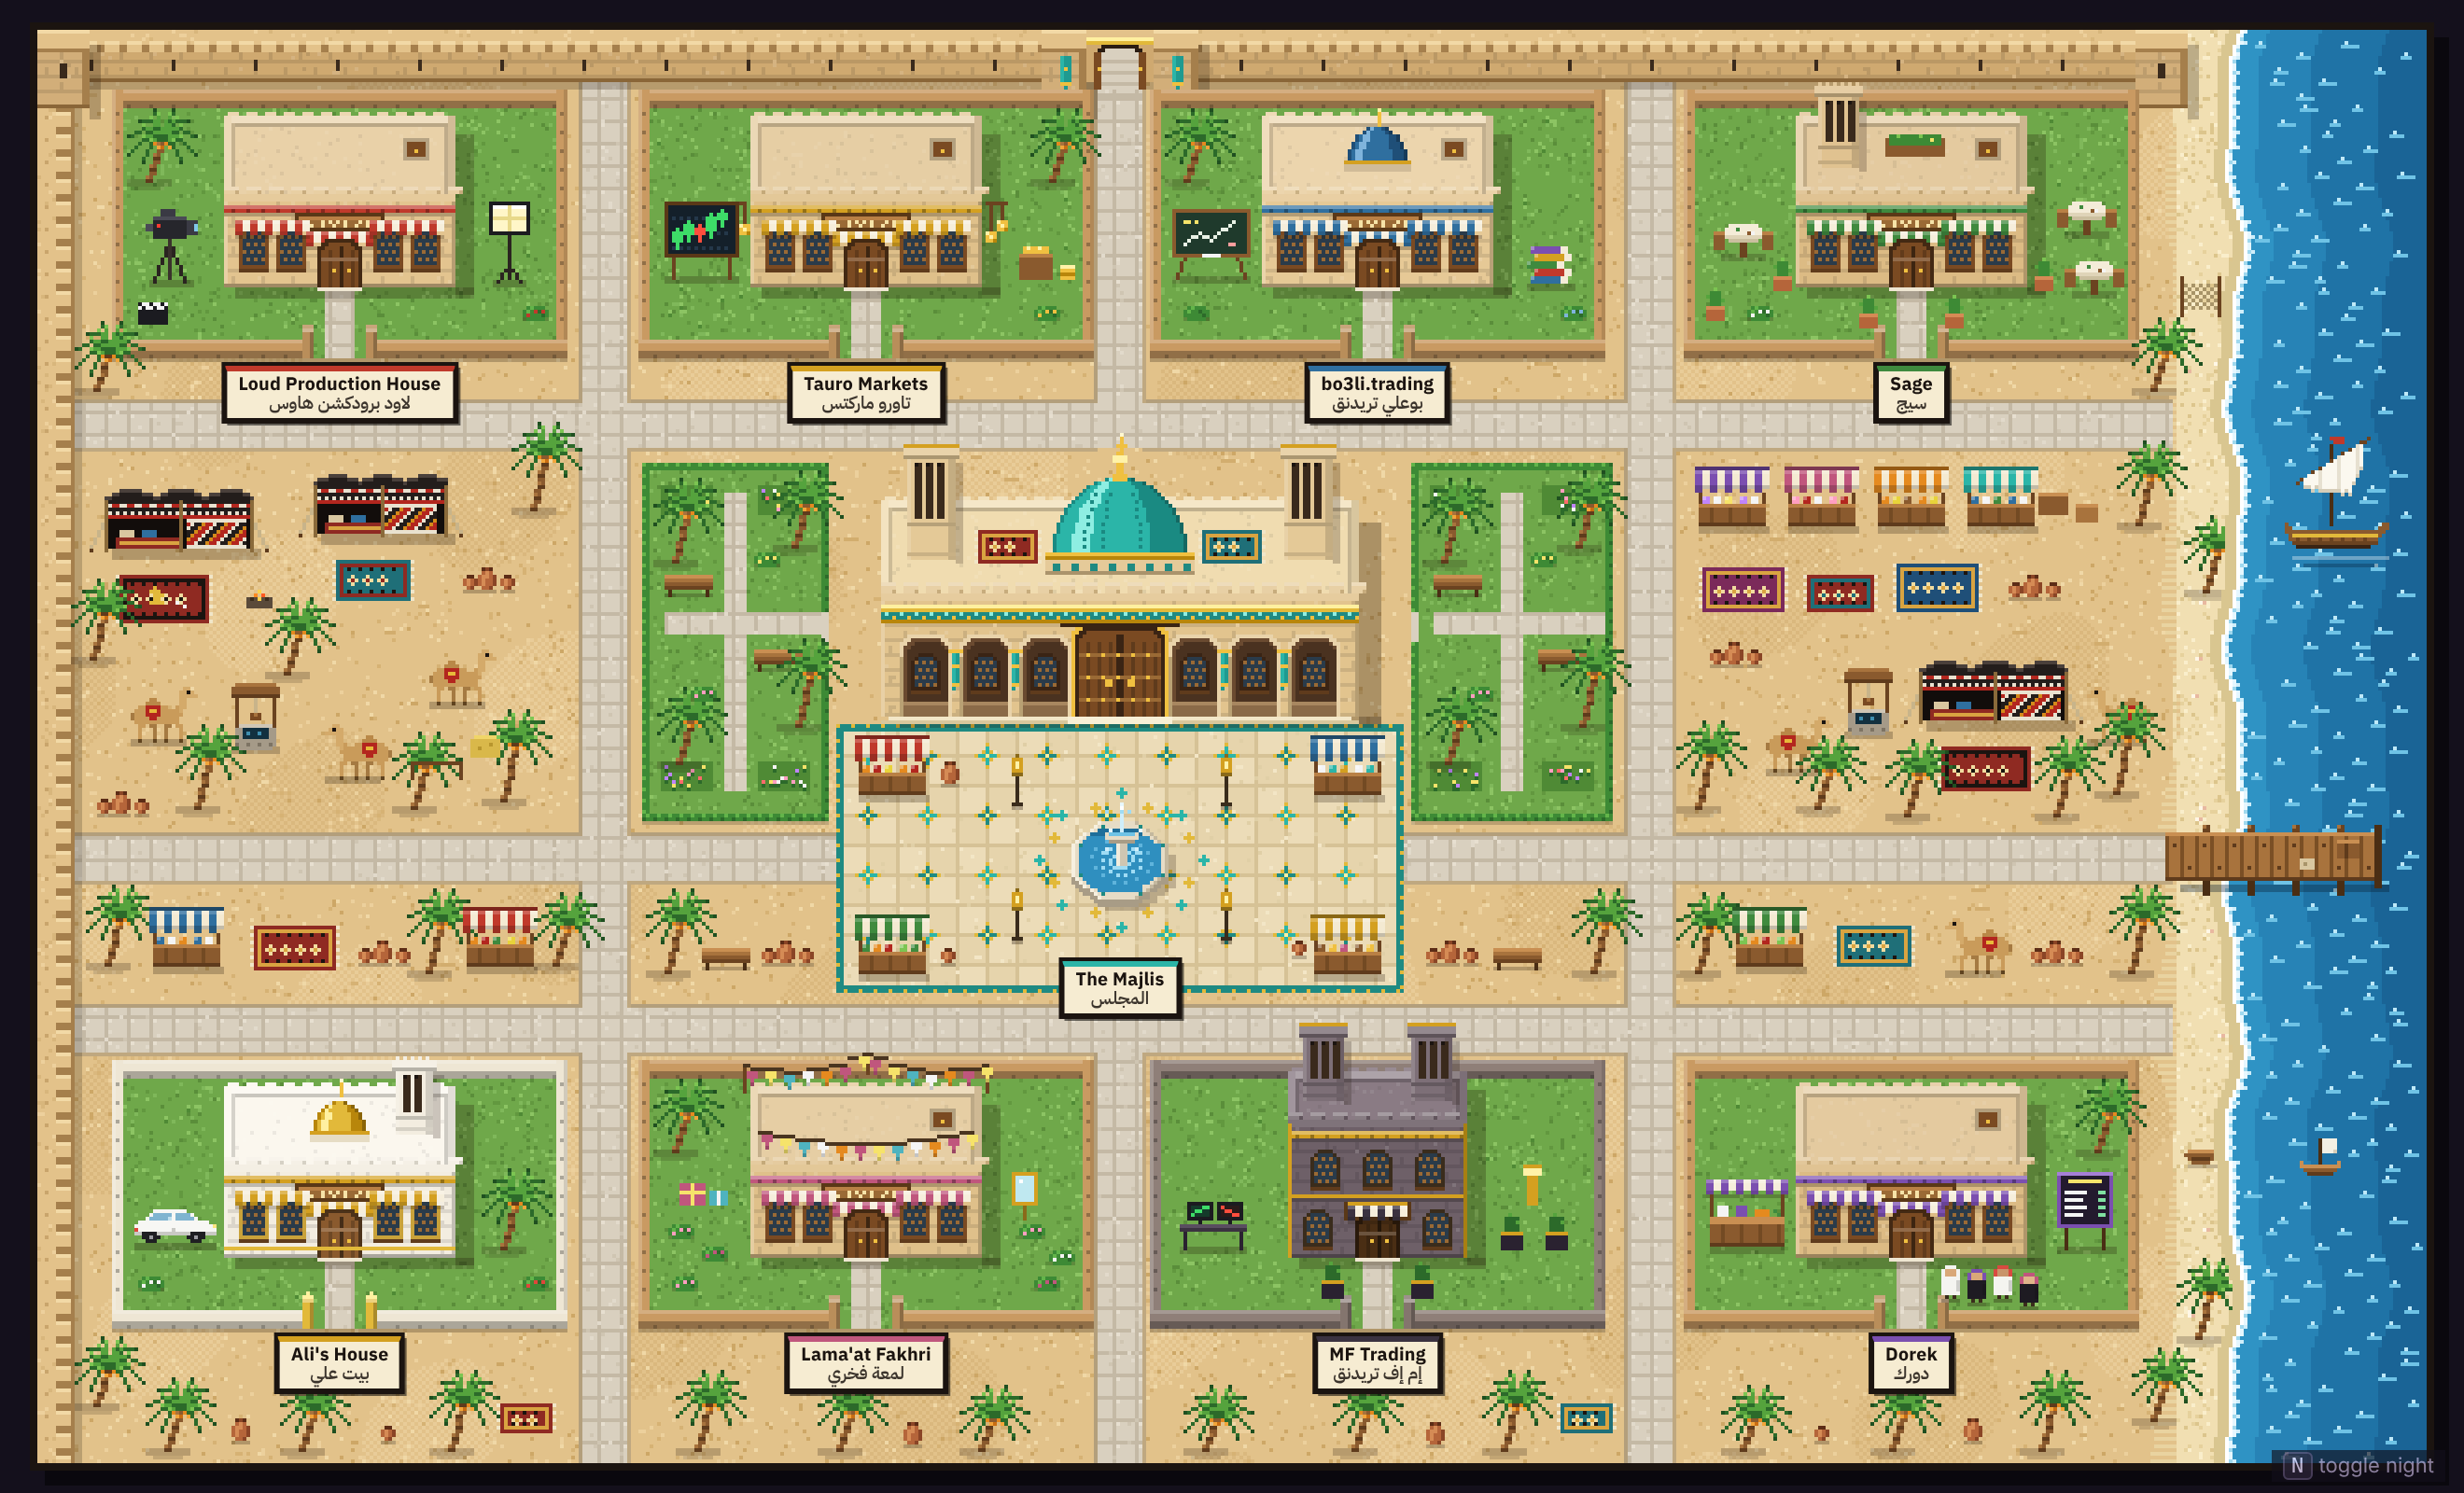 Loud Production House
لاود برودكشن هاوس
Tauro Markets
تاورو ماركتس
bo3li.trading
بوعلي تريدنق
Sage
سيج
The Majlis
المجلس
Ali's House
بيت علي
Lama'at Fakhri
لمعة فخري
MF Trading
إم إف تريدنق
Dorek
دورك
N toggle night